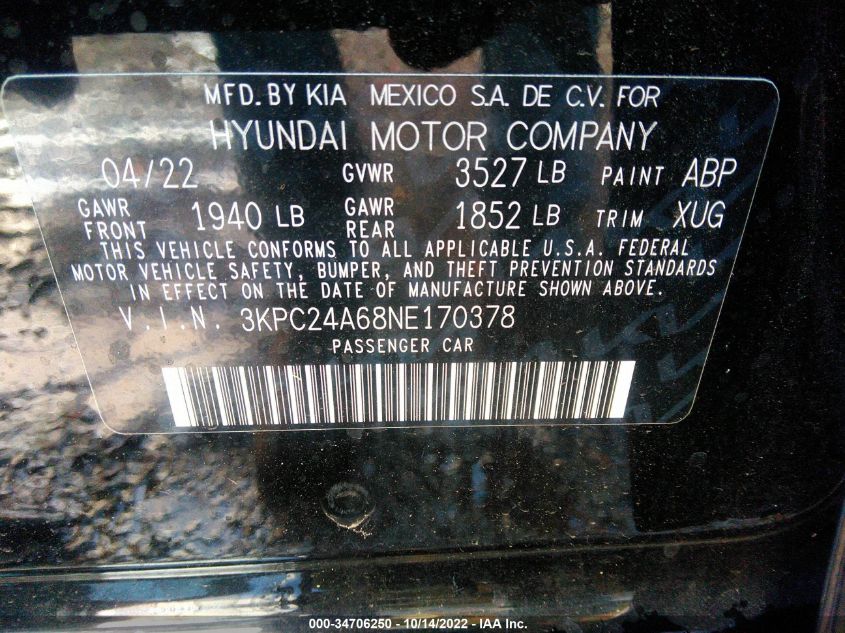 MFD. BY KIA MEXICO S.A. DE C.V. FOR
HYUNDAI MOTOR COMPANY
04/22 GVWR 3527 LB PAINT ABP
GAWR FRONT 1940 LB GAWR REAR 1852 LB TRIM XUG
THIS VEHICLE CONFORMS TO ALL APPLICABLE U.S.A. FEDERAL
MOTOR VEHICLE SAFETY, BUMPER, AND THEFT PREVENTION STANDARDS
IN EFFECT ON THE DATE OF MANUFACTURE SHOWN ABOVE.
V.I.N. 3KPC24A68NE170378
PASSENGER CAR
000-34706250 - 10/14/2022 - IAA Inc.